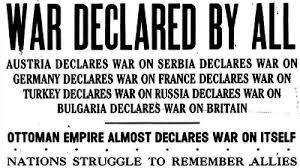 WAR DECLARED BY ALL
AUSTRIA DECLARES WAR ON SERBIA DECLARES WAR ON
GERMANY DECLARES WAR ON FRANCE DECLARES WAR ON
TURKEY DECLARES WAR ON RUSSIA DECLARES WAR ON
BULGARIA DECLARES WAR ON BRITAIN
OTTOMAN EMPIRE ALMOST DECLARES WAR ON ITSELF
NATIONS STRUGGLE TO REMEMBER ALLIES